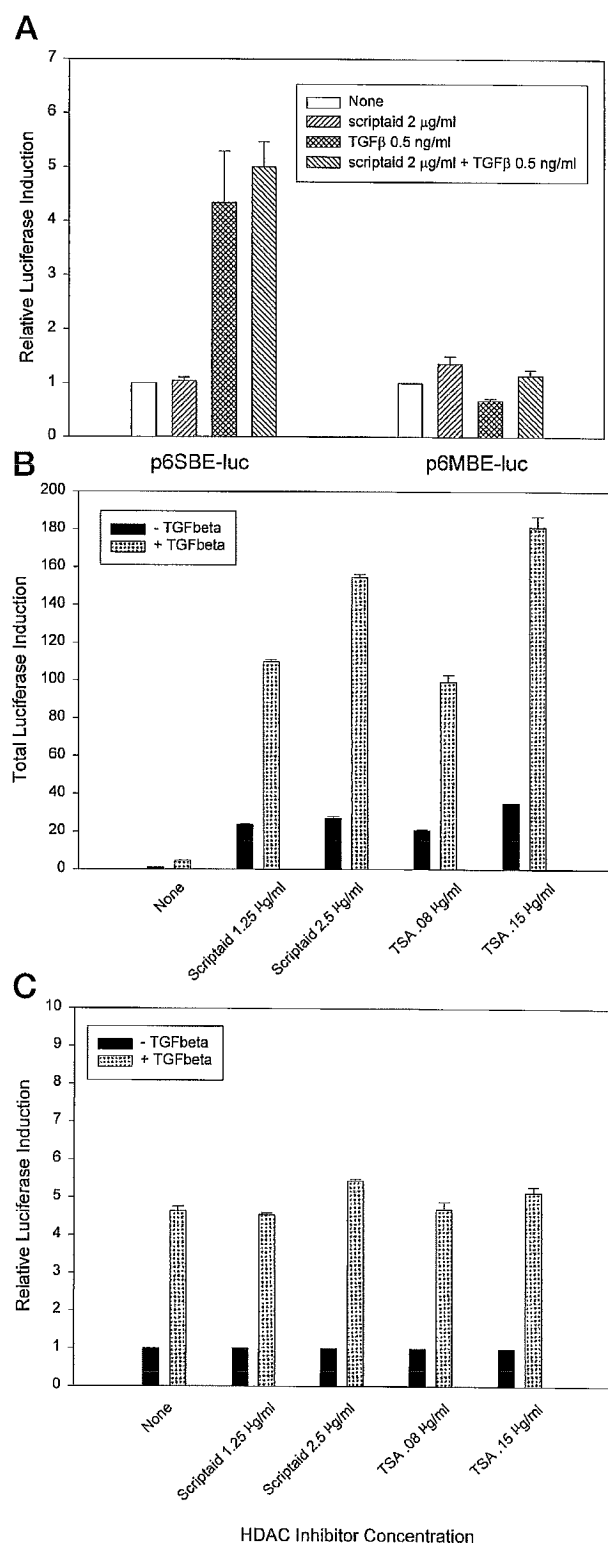 A
Relative Luciferase Induction
7
6
5
4
3
2
1
0
None
scriptaid 2 µg/ml
TGFβ 0.5 ng/ml
scriptaid 2 µg/ml + TGFβ 0.5 ng/ml
p6SBE-luc
p6MBE-luc
B
Total Luciferase Induction
200
180
160
140
120
100
80
60
40
20
0
- TGFbeta
+ TGFbeta
None
Scriptaid 1.25 µg/ml
Scriptaid 2.5 µg/ml
TSA .08 µg/ml
TSA .15 µg/ml
C
Relative Luciferase Induction
10
9
8
7
6
5
4
3
2
1
0
- TGFbeta
+ TGFbeta
None
Scriptaid 1.25 µg/ml
Scriptaid 2.5 µg/ml
TSA .08 µg/ml
TSA .15 µg/ml
HDAC Inhibitor Concentration